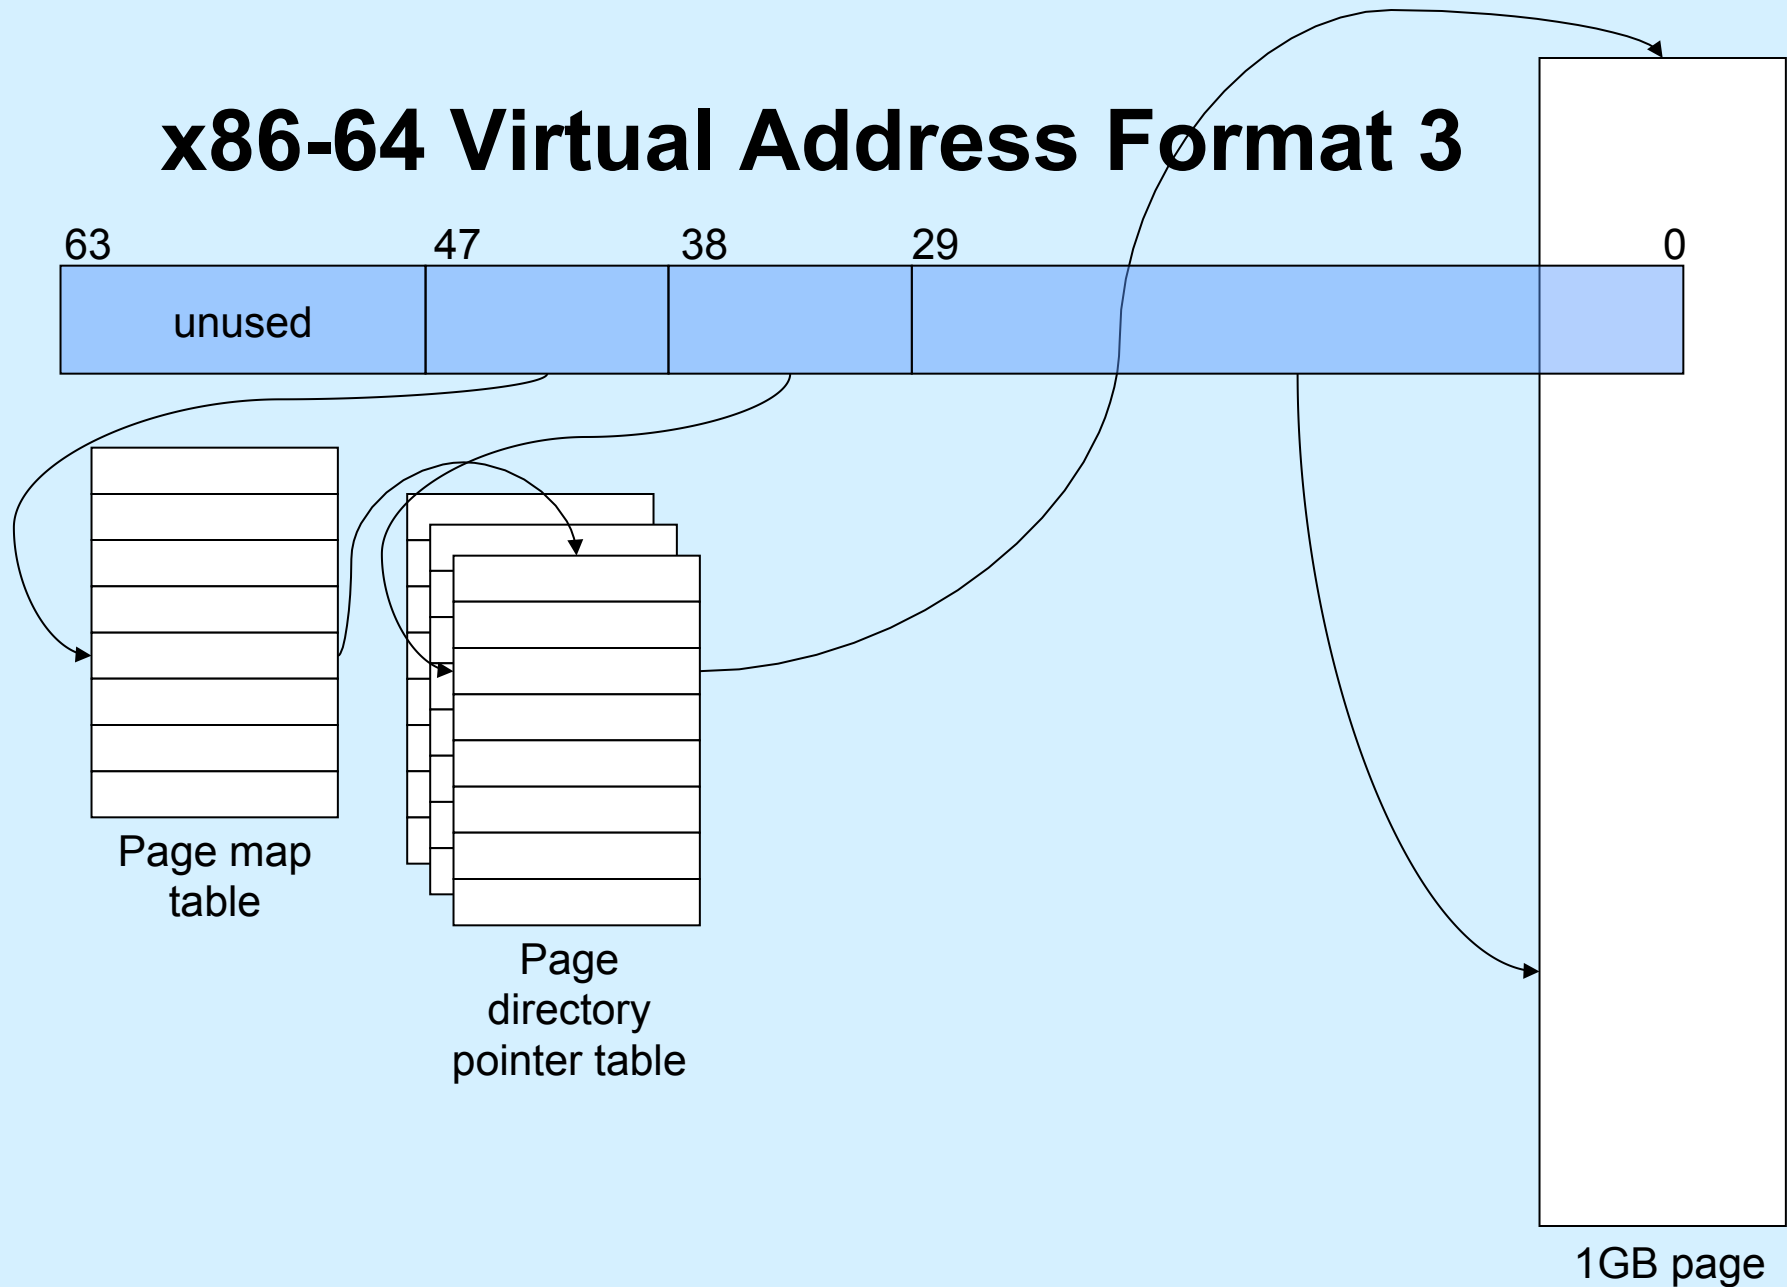 x86-64 Virtual Address Format 3
63 47 38 29 0
unused
Page map
table
Page
directory
pointer table
1GB page